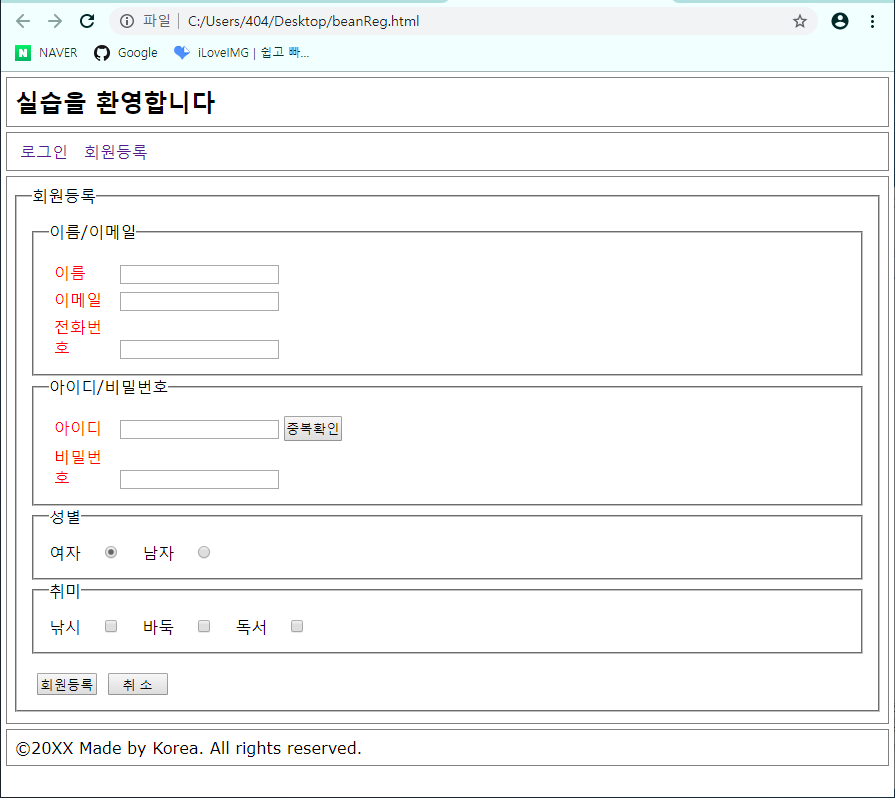 파일 C:/Users/404/Desktop/beanReg.html
NAVER Google iLoveIMG | 쉽고 빠...
실습을 환영합니다
로그인 회원등록
회원등록
이름/이메일
이름
이메일
전화번
호
아이디/비밀번호
아이디 중복확인
비밀번
호
성별
여자 남자
취미
낚시 바둑 독서
회원등록 취 소
©20XX Made by Korea. All rights reserved.